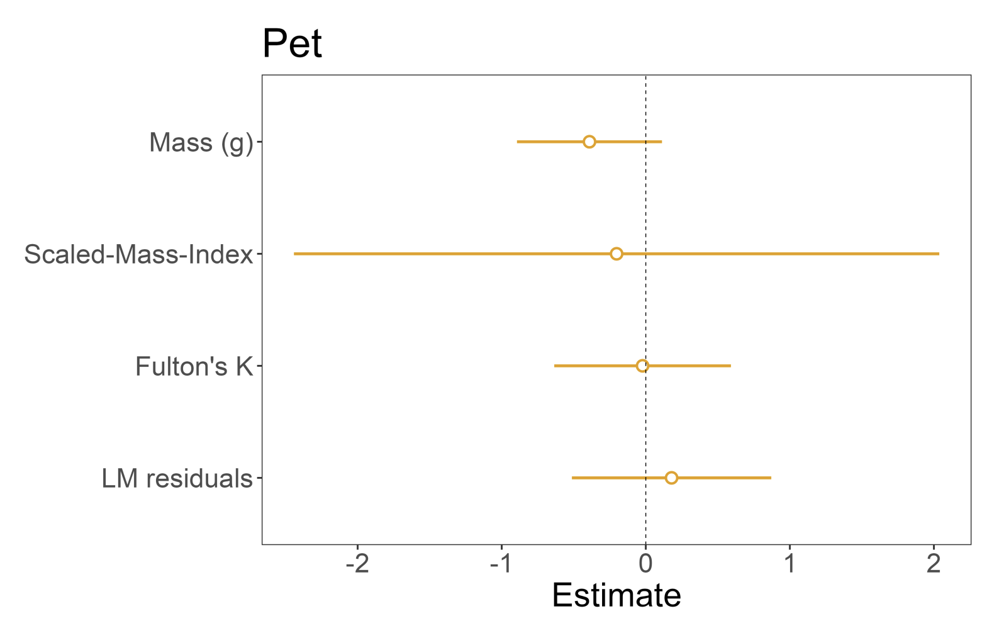 Pet
Mass (g)
Scaled-Mass-Index
Fulton's K
LM residuals
-2 -1 0 1 2
Estimate